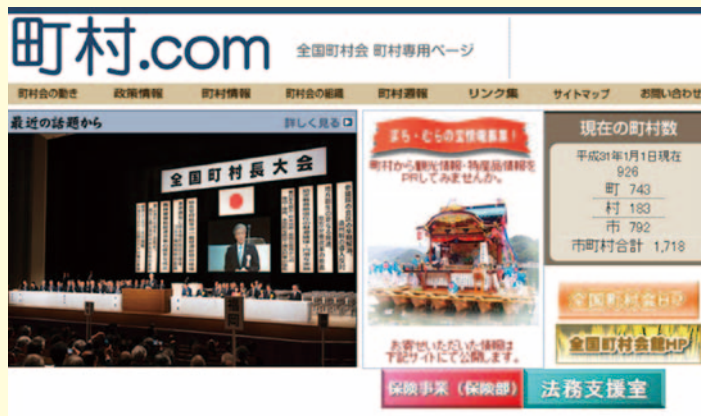 町村.com
全国町村会 町村専用ページ
町村会の動き 政策情報 町村情報 町村会の組織 町村週報 リンク集 サイトマップ お問い合わせ
最近の話題から
詳しく見る
全国町村長大会
まち・むらの宝情報募集!
町村から観光情報・特産品情報を
PRしてみませんか。
お寄せいただいた情報は
下記サイトにて公開します。
現在の町村数
平成31年1月1日現在
926
町 743
村 183
市 792
市町村合計 1,718
全国町村会HP
全国町村会館HP
保険事業(保険部)
法務支援室